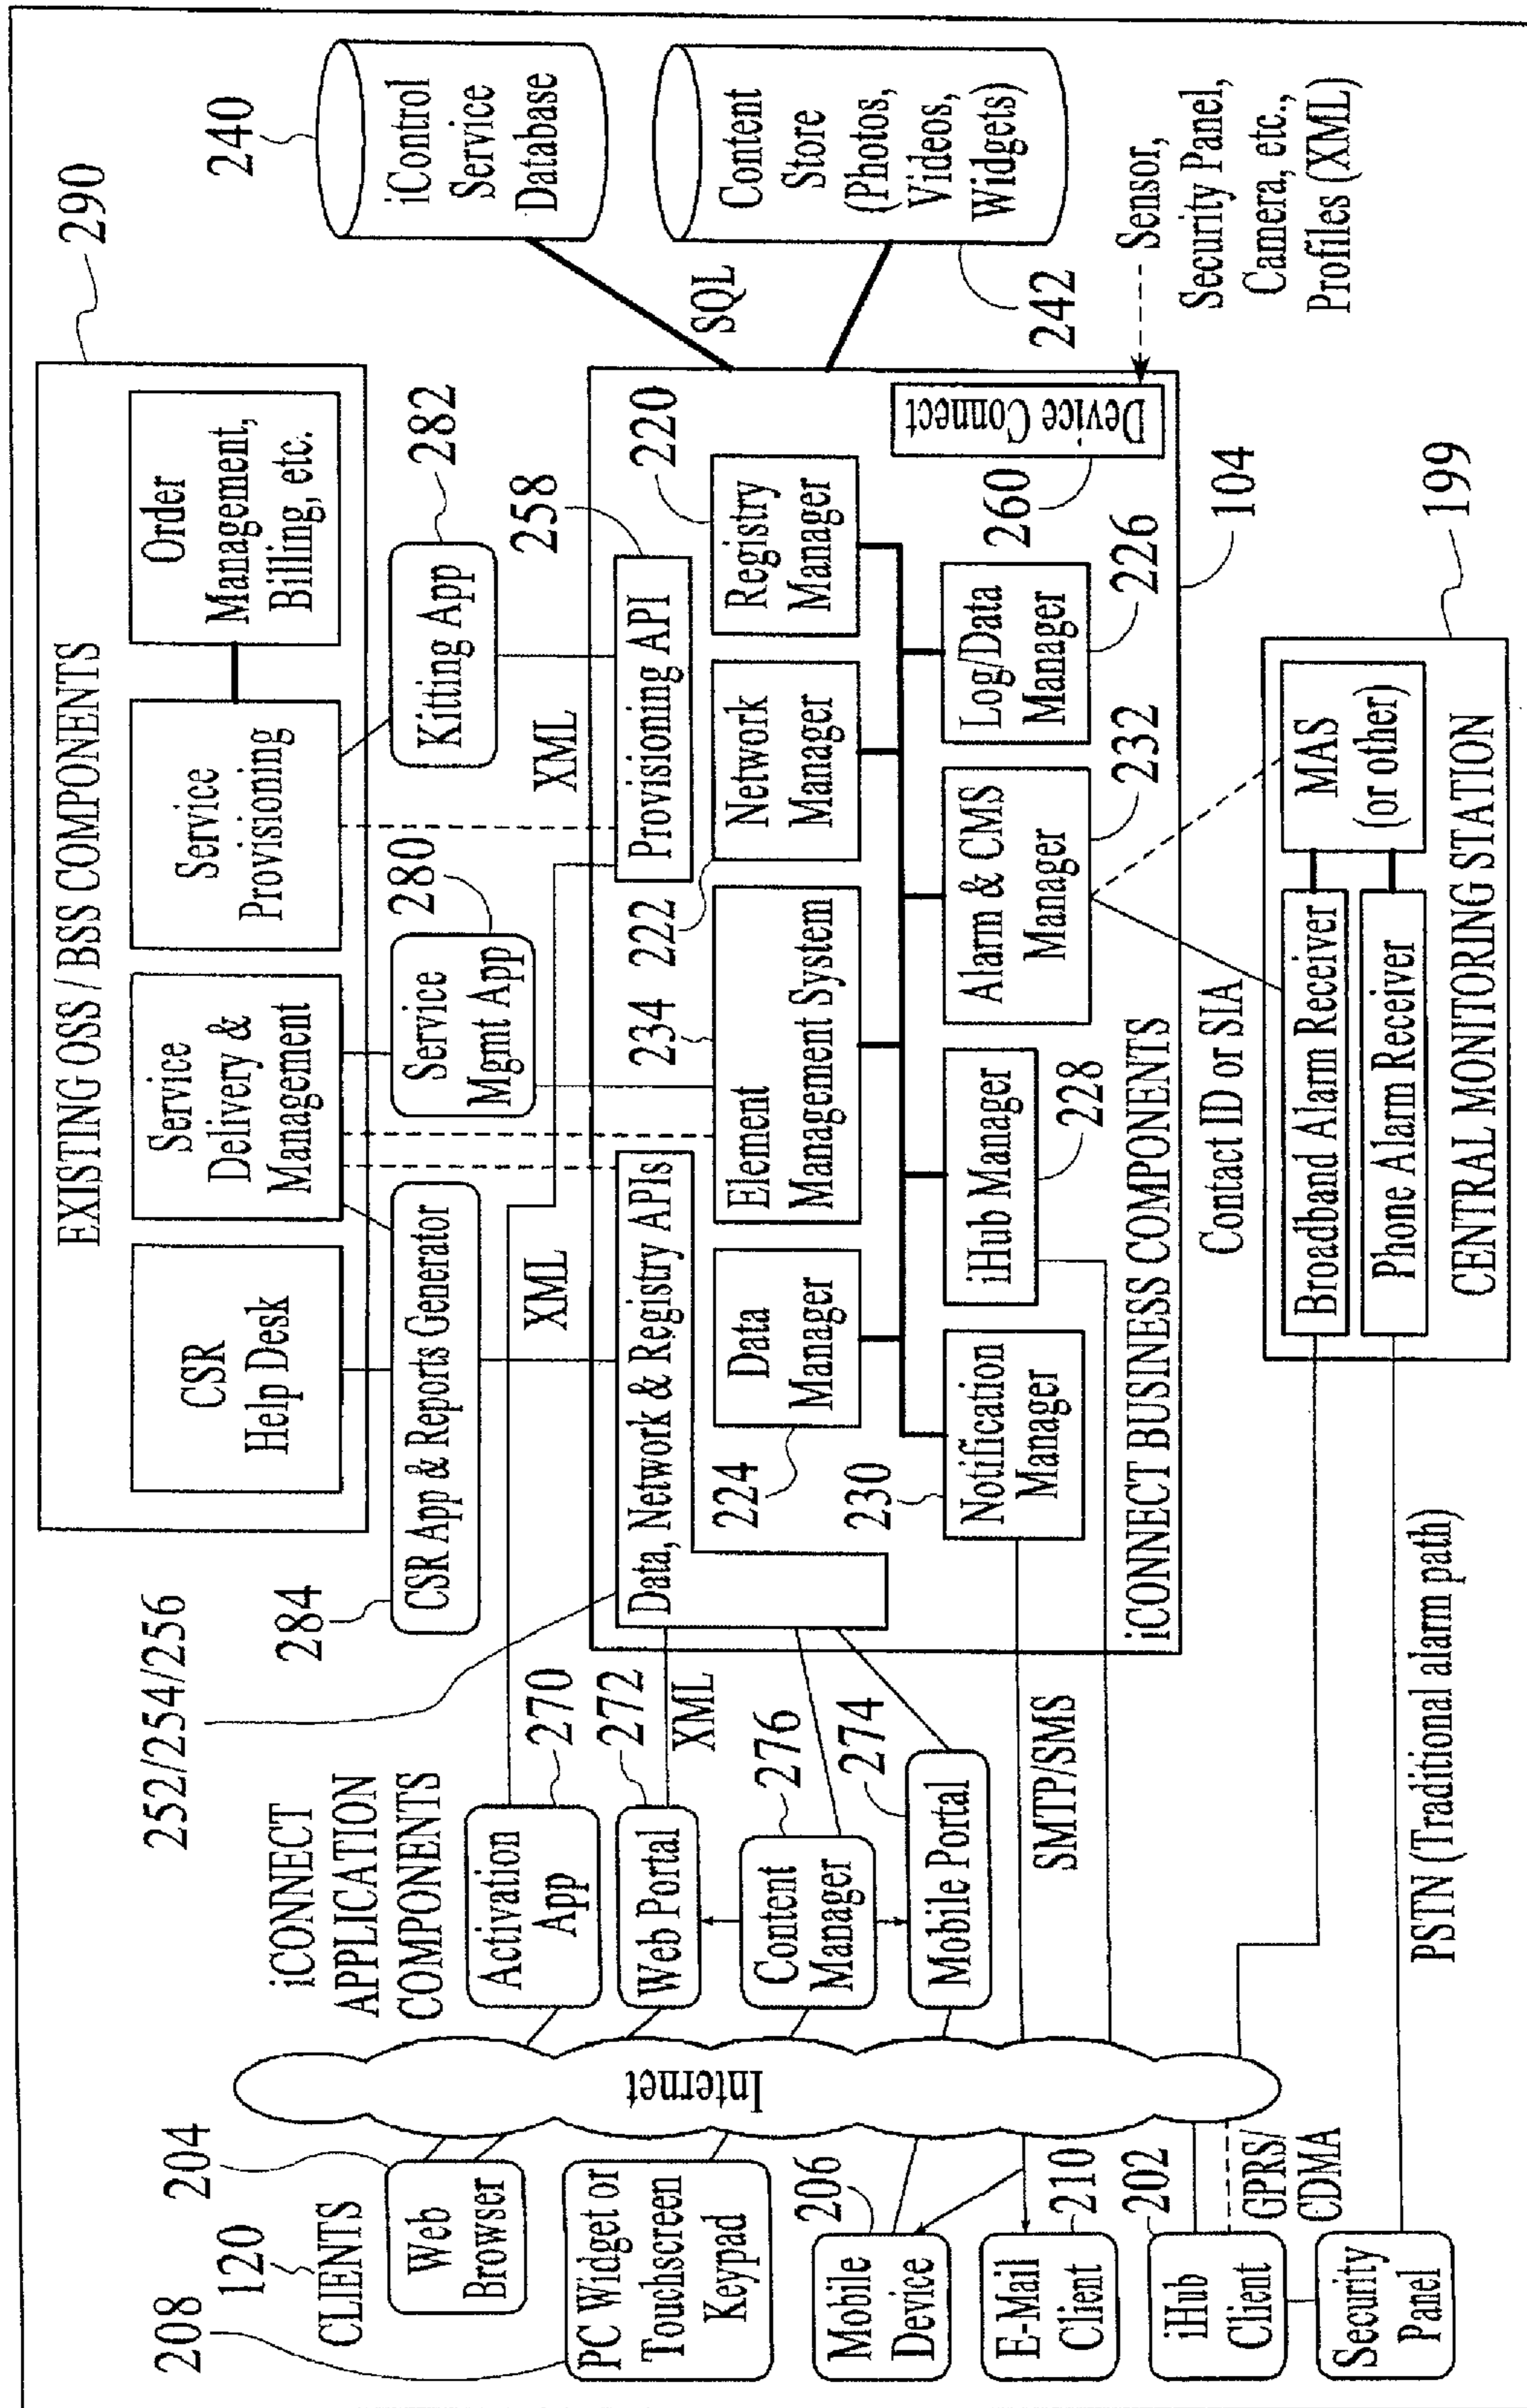 252/254/256
290
240
EXISTING OSS / BSS COMPONENTS
CSR
Help Desk
Service
Delivery &
Management
Service
Provisioning
Order
Management,
Billing, etc.
iControl
Service
Database
284
CSR App & Reports Generator
280
Service
Mgmt App
282
Kitting App
XML
XML
258
SQL
Content
Store
(Photos,
Videos,
Widgets)
242
Sensor,
Security Panel,
Camera, etc.,
Profiles (XML)
208
120
204
CLIENTS
Web
Browser
PC Widget or
Touchscreen
Keypad
206
Mobile
Device
210
E-Mail
Client
202
iHub
Client
GPRS/
CDMA
Security
Panel
Internet
iCONNECT
APPLICATION
COMPONENTS
Activation
App
270
Web Portal
272
XML
Content
Manager
276
274
Mobile Portal
SMTP/SMS
PSTN (Traditional alarm path)
Data, Network & Registry APIs
Provisioning API
224
Data
Manager
234
Element
Management System
222
Network
Manager
220
Registry
Manager
230
Notification
Manager
iHub Manager
228
Alarm & CMS
Manager
232
Log/Data
Manager
226
260
Device Connect
iCONNECT BUSINESS COMPONENTS
104
Contact ID or SIA
199
Broadband Alarm Receiver
Phone Alarm Receiver
MAS
(or other)
CENTRAL MONITORING STATION